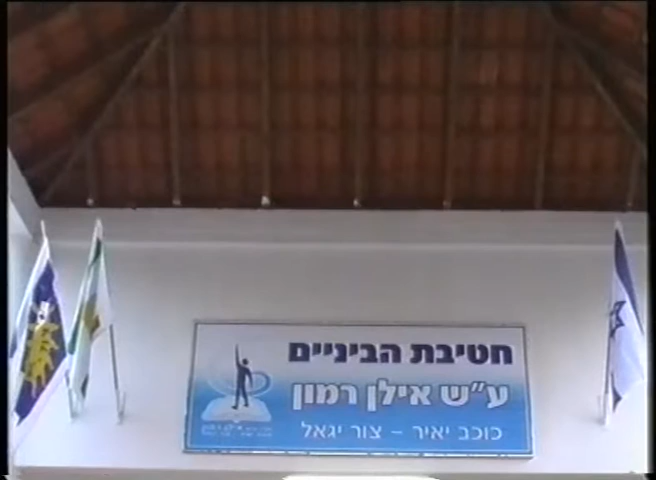 חטיבת הביניים
ע״ש אילן רמון
כוכב יאיר - צור יגאל